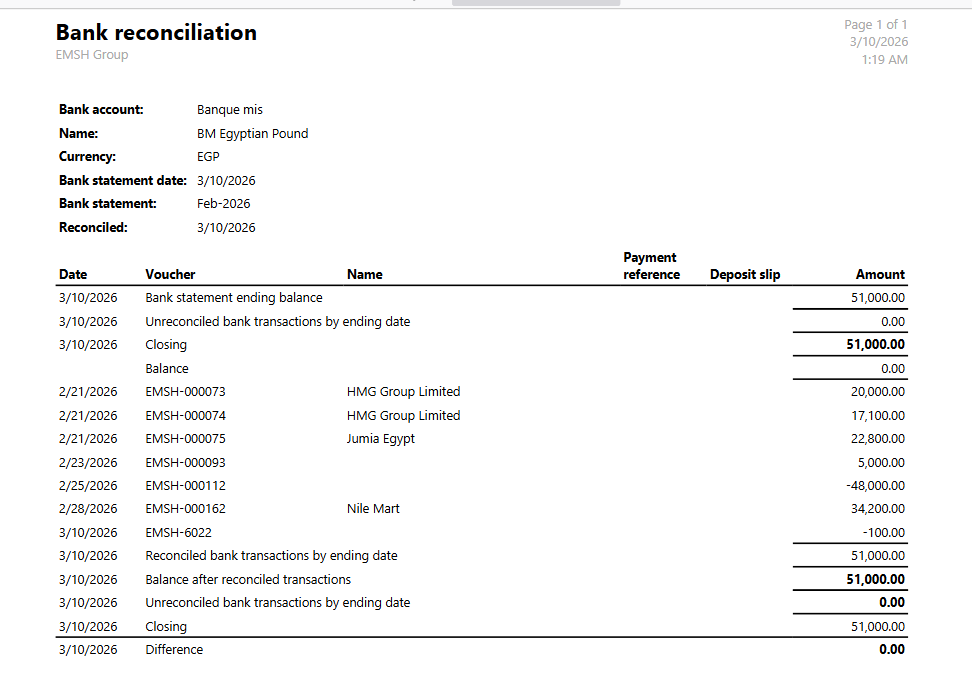 Bank reconciliation
Page 1 of 1
EMSH Group
3/10/2026
1:19 AM
Bank account: Banque mis
Name: BM Egyptian Pound
Currency: EGP
Bank statement date: 3/10/2026
Bank statement: Feb-2026
Reconciled: 3/10/2026
Date Voucher Name Payment reference Deposit slip Amount
3/10/2026 Bank statement ending balance 51,000.00
3/10/2026 Unreconciled bank transactions by ending date 0.00
3/10/2026 Closing 51,000.00
Balance 0.00
2/21/2026 EMSH-000073 HMG Group Limited 20,000.00
2/21/2026 EMSH-000074 HMG Group Limited 17,100.00
2/21/2026 EMSH-000075 Jumia Egypt 22,800.00
2/23/2026 EMSH-000093 5,000.00
2/25/2026 EMSH-000112 -48,000.00
2/28/2026 EMSH-000162 Nile Mart 34,200.00
3/10/2026 EMSH-6022 -100.00
3/10/2026 Reconciled bank transactions by ending date 51,000.00
3/10/2026 Balance after reconciled transactions 51,000.00
3/10/2026 Unreconciled bank transactions by ending date 0.00
3/10/2026 Closing 51,000.00
3/10/2026 Difference 0.00